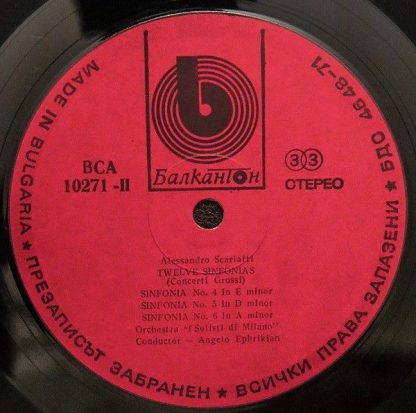 MADE IN BULGARIA ★ ПРЕЗАПИСЪТ ЗАБРАНЕН ★ ВСИЧКИ ПРАВА ЗАПАЗЕНИ ★ БДС 4648-71
Балкантон
BCA
10271 -II
33
СТЕРЕО
Alessandro Scarlatti
TWELVE SINFONIAS
(Concerti Grossi)
SINFONIA No. 4 in E minor
SINFONIA No. 5 in D minor
SINFONIA No. 6 in A minor
Orchestra "I Solisti di Milano"
Conductor — Angelo Ephrikian